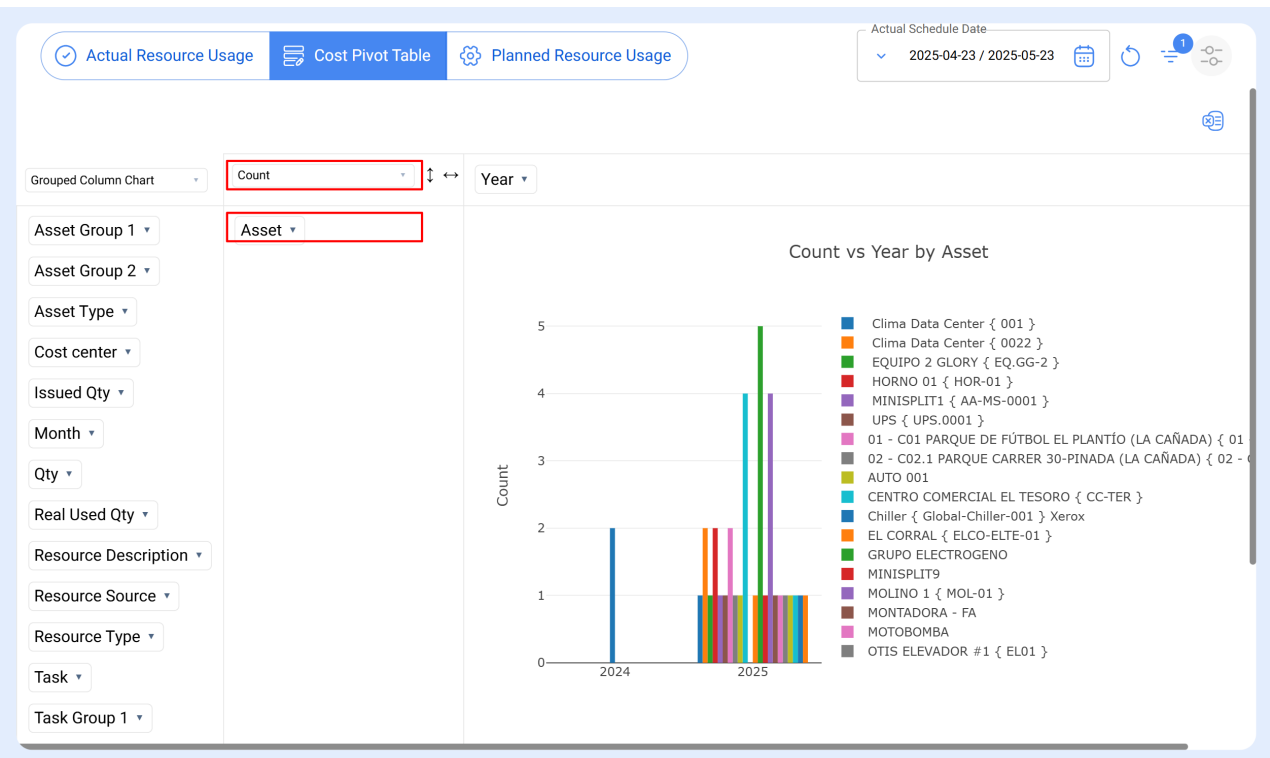 Actual Resource Usage
Cost Pivot Table
Planned Resource Usage
Actual Schedule Date
2025-04-23 / 2025-05-23
1
Grouped Column Chart
Count
Year
Asset Group 1
Asset Group 2
Asset Type
Cost center
Issued Qty
Month
Qty
Real Used Qty
Resource Description
Resource Source
Resource Type
Task
Task Group 1
Asset
Count vs Year by Asset
5
4
3
2
1
0
Count
2024
2025
Clima Data Center { 001 }
Clima Data Center { 0022 }
EQUIPO 2 GLORY { EQ.GG-2 }
HORNO 01 { HOR-01 }
MINISPLIT1 { AA-MS-0001 }
UPS { UPS.0001 }
01 - C01 PARQUE DE FÚTBOL EL PLANTÍO (LA CAÑADA) { 01
02 - C02.1 PARQUE CARRER 30-PINADA (LA CAÑADA) { 02 -
AUTO 001
CENTRO COMERCIAL EL TESORO { CC-TER }
Chiller { Global-Chiller-001 } Xerox
EL CORRAL { ELCO-ELTE-01 }
GRUPO ELECTROGENO
MINISPLIT9
MOLINO 1 { MOL-01 }
MONTADORA - FA
MOTOBOMBA
OTIS ELEVADOR #1 { EL01 }